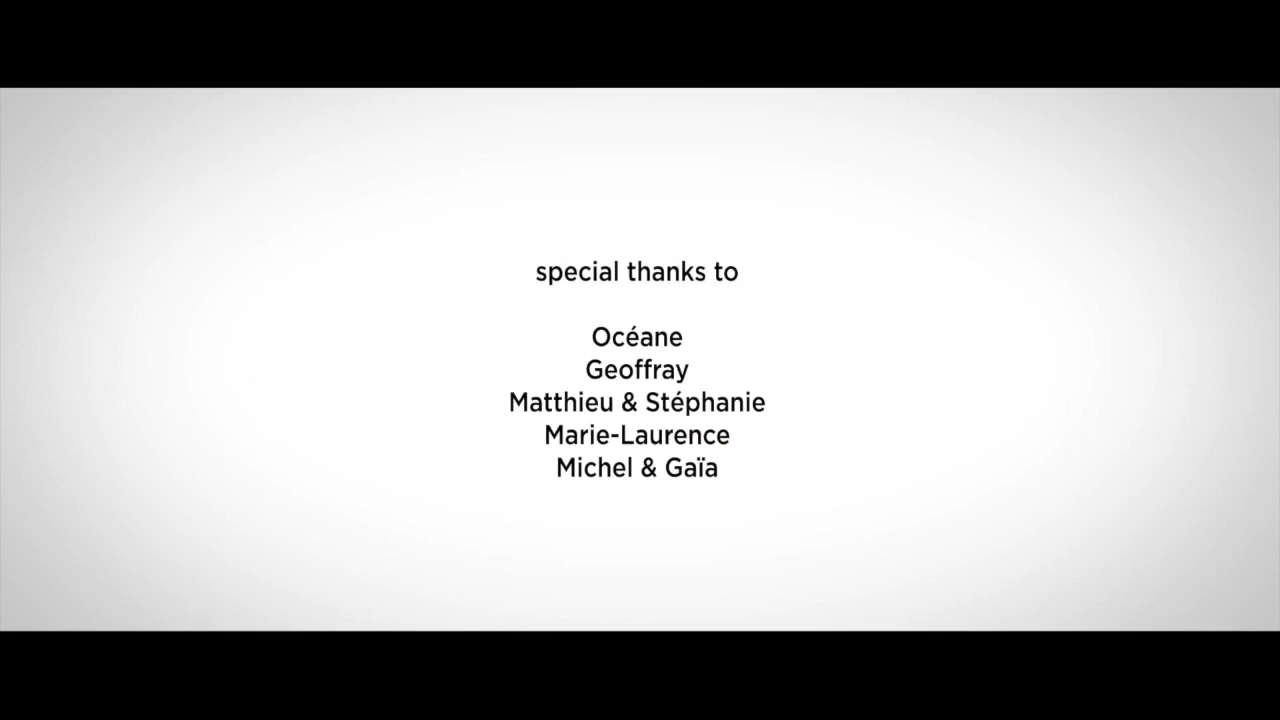 special thanks to
Océane
Geoffray
Matthieu & Stéphanie
Marie-Laurence
Michel & Gaïa